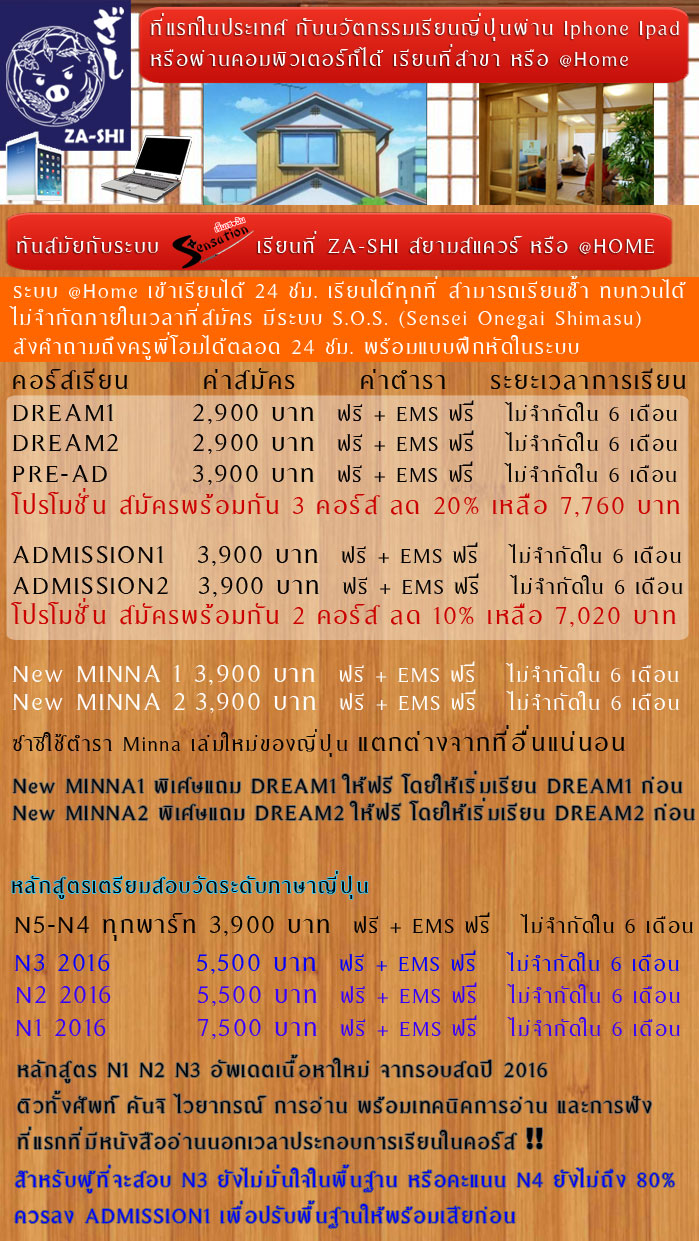 ざし
ZA-SHI
ที่แรกในประเทศ กับนวัตกรรมเรียนญี่ปุ่นผ่าน Iphone Ipad
หรือผ่านคอมพิวเตอร์ก็ได้ เรียนที่สาขา หรือ @Home
ทันสมัยกับระบบ Sensation เรียนที่ ZA-SHI สยามสแควร์ หรือ @HOME
ระบบ @Home เข้าเรียนได้ 24 ชม. เรียนได้ทุกที่ สามารถเรียนซ้ำ ทบทวนได้
ไม่จำกัดภายในเวลาที่สมัคร มีระบบ S.O.S. (Sensei Onegai Shimasu)
ส่งคำถามถึงครูพี่โฮมได้ตลอด 24 ชม. พร้อมแบบฝึกหัดในระบบ
คอร์สเรียน ค่าสมัคร ค่าตำรา ระยะเวลาการเรียน
DREAM1 2,900 บาท ฟรี + EMS ฟรี ไม่จำกัดใน 6 เดือน
DREAM2 2,900 บาท ฟรี + EMS ฟรี ไม่จำกัดใน 6 เดือน
PRE-AD 3,900 บาท ฟรี + EMS ฟรี ไม่จำกัดใน 6 เดือน
โปรโมชั่น สมัครพร้อมกัน 3 คอร์ส ลด 20% เหลือ 7,760 บาท
ADMISSION1 3,900 บาท ฟรี + EMS ฟรี ไม่จำกัดใน 6 เดือน
ADMISSION2 3,900 บาท ฟรี + EMS ฟรี ไม่จำกัดใน 6 เดือน
โปรโมชั่น สมัครพร้อมกัน 2 คอร์ส ลด 10% เหลือ 7,020 บาท
New MINNA 1 3,900 บาท ฟรี + EMS ฟรี ไม่จำกัดใน 6 เดือน
New MINNA 2 3,900 บาท ฟรี + EMS ฟรี ไม่จำกัดใน 6 เดือน
ซาชิใช้ตำรา Minna เล่มใหม่ของญี่ปุ่น แตกต่างจากที่อื่นแน่นอน
New MINNA1 พิเศษแถม DREAM1 ให้ฟรี โดยให้เริ่มเรียน DREAM1 ก่อน
New MINNA2 พิเศษแถม DREAM2 ให้ฟรี โดยให้เริ่มเรียน DREAM2 ก่อน
หลักสูตรเตรียมสอบวัดระดับภาษาญี่ปุ่น
N5-N4 ทุกพาร์ท 3,900 บาท ฟรี + EMS ฟรี ไม่จำกัดใน 6 เดือน
N3 2016 5,500 บาท ฟรี + EMS ฟรี ไม่จำกัดใน 6 เดือน
N2 2016 5,500 บาท ฟรี + EMS ฟรี ไม่จำกัดใน 6 เดือน
N1 2016 7,500 บาท ฟรี + EMS ฟรี ไม่จำกัดใน 6 เดือน
หลักสูตร N1 N2 N3 อัพเดตเนื้อหาใหม่ จากรอบสดปี 2016
ติวทั้งศัพท์ คันจิ ไวยากรณ์ การอ่าน พร้อมเทคนิคการอ่าน และการฟัง
ที่แรกที่มีหนังสืออ่านนอกเวลาประกอบการเรียนในคอร์ส !!
สำหรับผู้ที่จะสอบ N3 ยังไม่มั่นใจในพื้นฐาน หรือคะแนน N4 ยังไม่ถึง 80%
ควรลง ADMISSION1 เพื่อปรับพื้นฐานให้พร้อมเสียก่อน